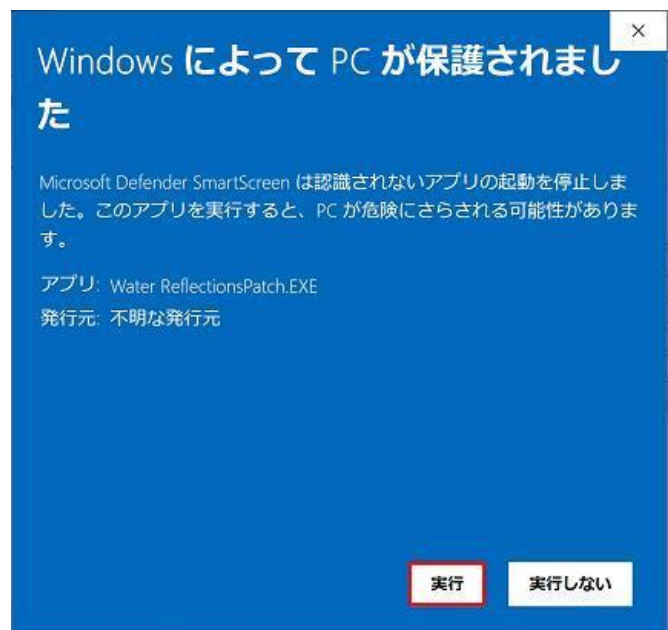 Windows によって PC が保護されまし
た
Microsoft Defender SmartScreen は認識されないアプリの起動を停止しま
した。このアプリを実行すると、PC が危険にさらされる可能性がありま
す。
アプリ: Water ReflectionsPatch.EXE
発行元: 不明な発行元
実行 実行しない